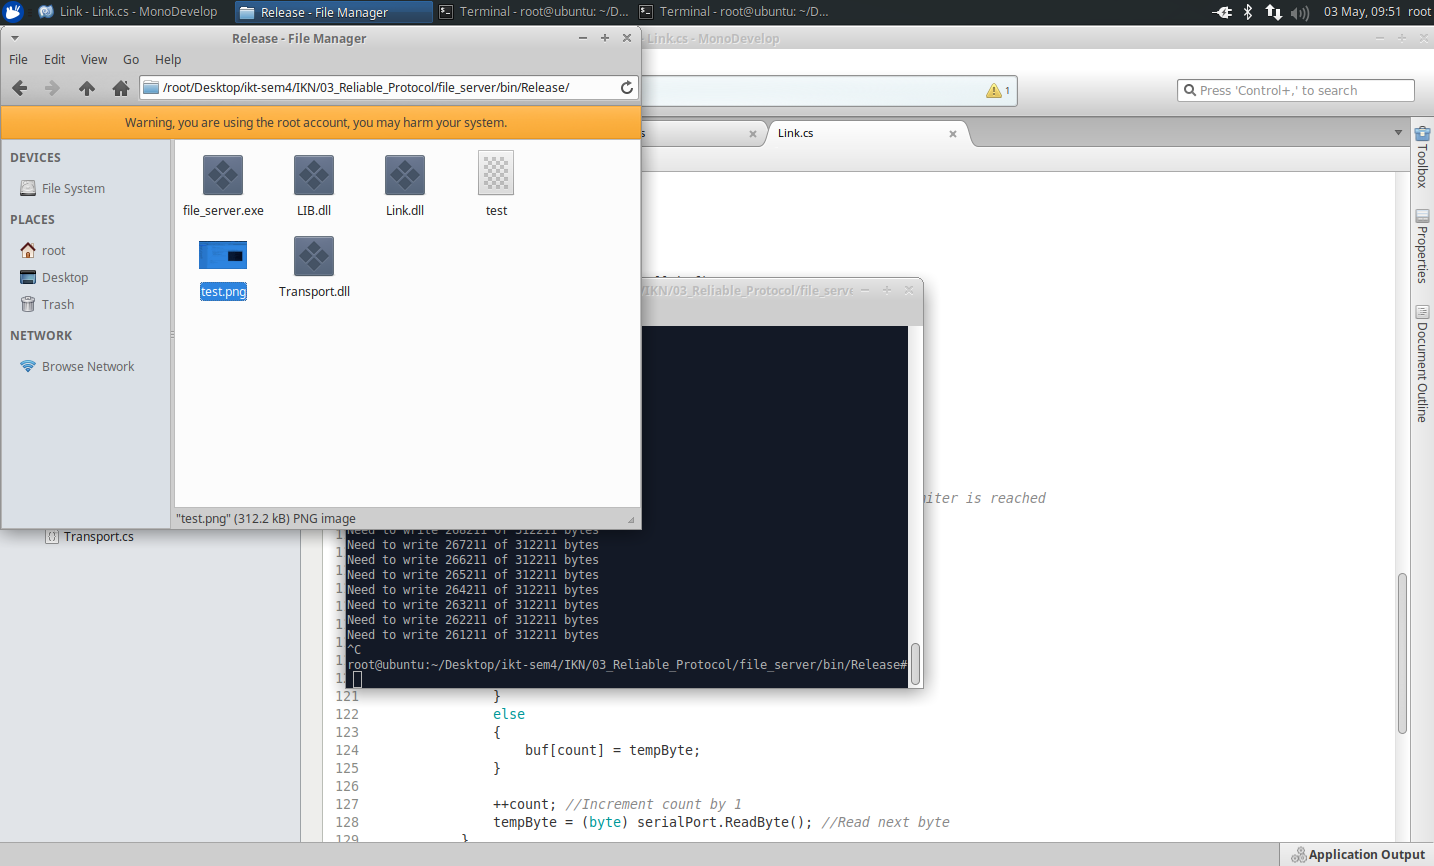 Link - Link.cs - MonoDevelop
Release - File Manager
Terminal - root@ubuntu: ~/D...
Terminal - root@ubuntu: ~/D...
03 May, 09:51 root
Release - File Manager
Link.cs - MonoDevelop
File Edit View Go Help
/root/Desktop/ikt-sem4/IKN/03_Reliable_Protocol/file_server/bin/Release/
1
Press 'Control+,' to search
Warning, you are using the root account, you may harm your system.
Link.cs
DEVICES
File System
PLACES
root
Desktop
Trash
NETWORK
Browse Network
file_server.exe
LIB.dll
Link.dll
test
test.png
Transport.dll
"test.png" (312.2 kB) PNG image
Toolbox
Properties
Document Outline
/IKN/03_Reliable_Protocol/file_serve
is reached
Transport.cs
Need to write 268211 of 312211 bytes
Need to write 267211 of 312211 bytes
Need to write 266211 of 312211 bytes
Need to write 265211 of 312211 bytes
Need to write 264211 of 312211 bytes
Need to write 263211 of 312211 bytes
Need to write 262211 of 312211 bytes
Need to write 261211 of 312211 bytes
^C
root@ubuntu:~/Desktop/ikt-sem4/IKN/03_Reliable_Protocol/file_server/bin/Release#
121 }
122 else
123 {
124 buf[count] = tempByte;
125 }
126
127 ++count; //Increment count by 1
128 tempByte = (byte) serialPort.ReadByte(); //Read next byte
129 }
Application Output